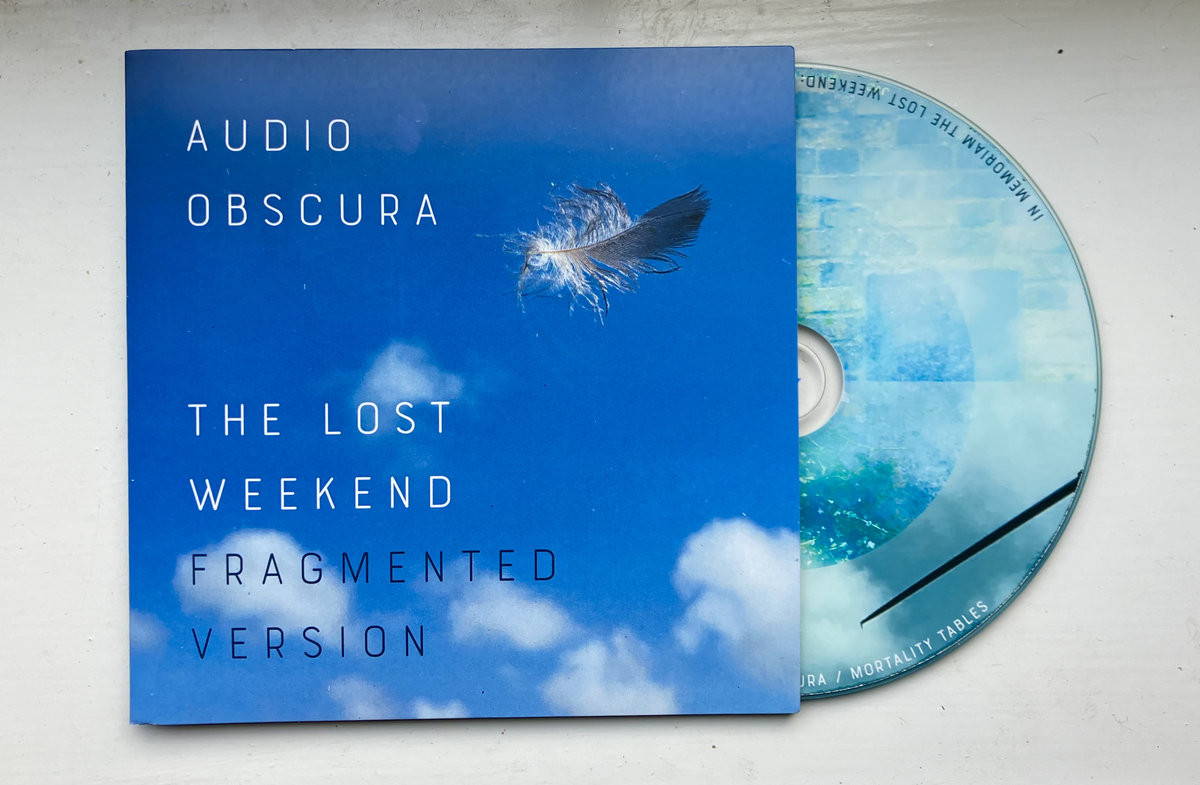 AUDIO
OBSCURA
THE LOST
WEEKEND
FRAGMENTED
VERSION
IN MEMORIAM THE LOST WEEKEND:
URA / MORTALITY TABLES